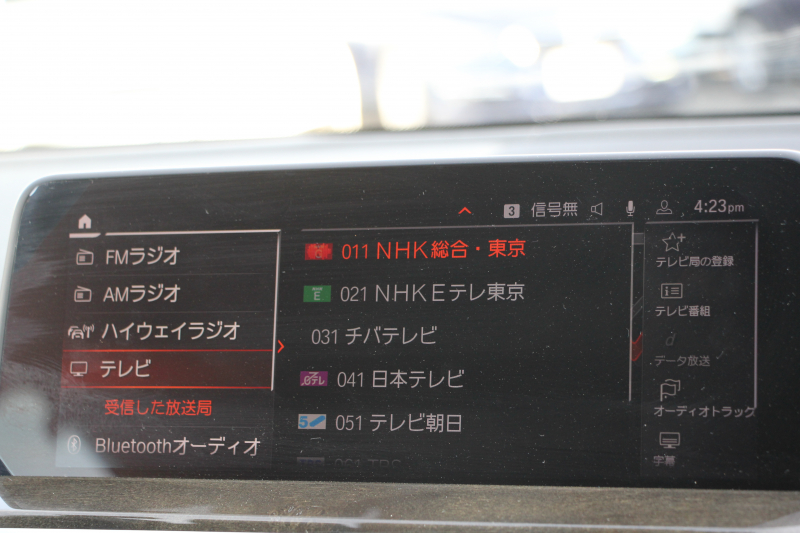 3 信号無 4:23pm
FMラジオ
AMラジオ
ハイウェイラジオ
テレビ
受信した放送局
Bluetoothオーディオ
011 NHK総合・東京
E 021 NHKEテレ東京
031 チバテレビ
041 日本テレビ
5 051 テレビ朝日
061 TBS
テレビ局の登録
テレビ番組
d
データ放送
オーディオトラック
字幕